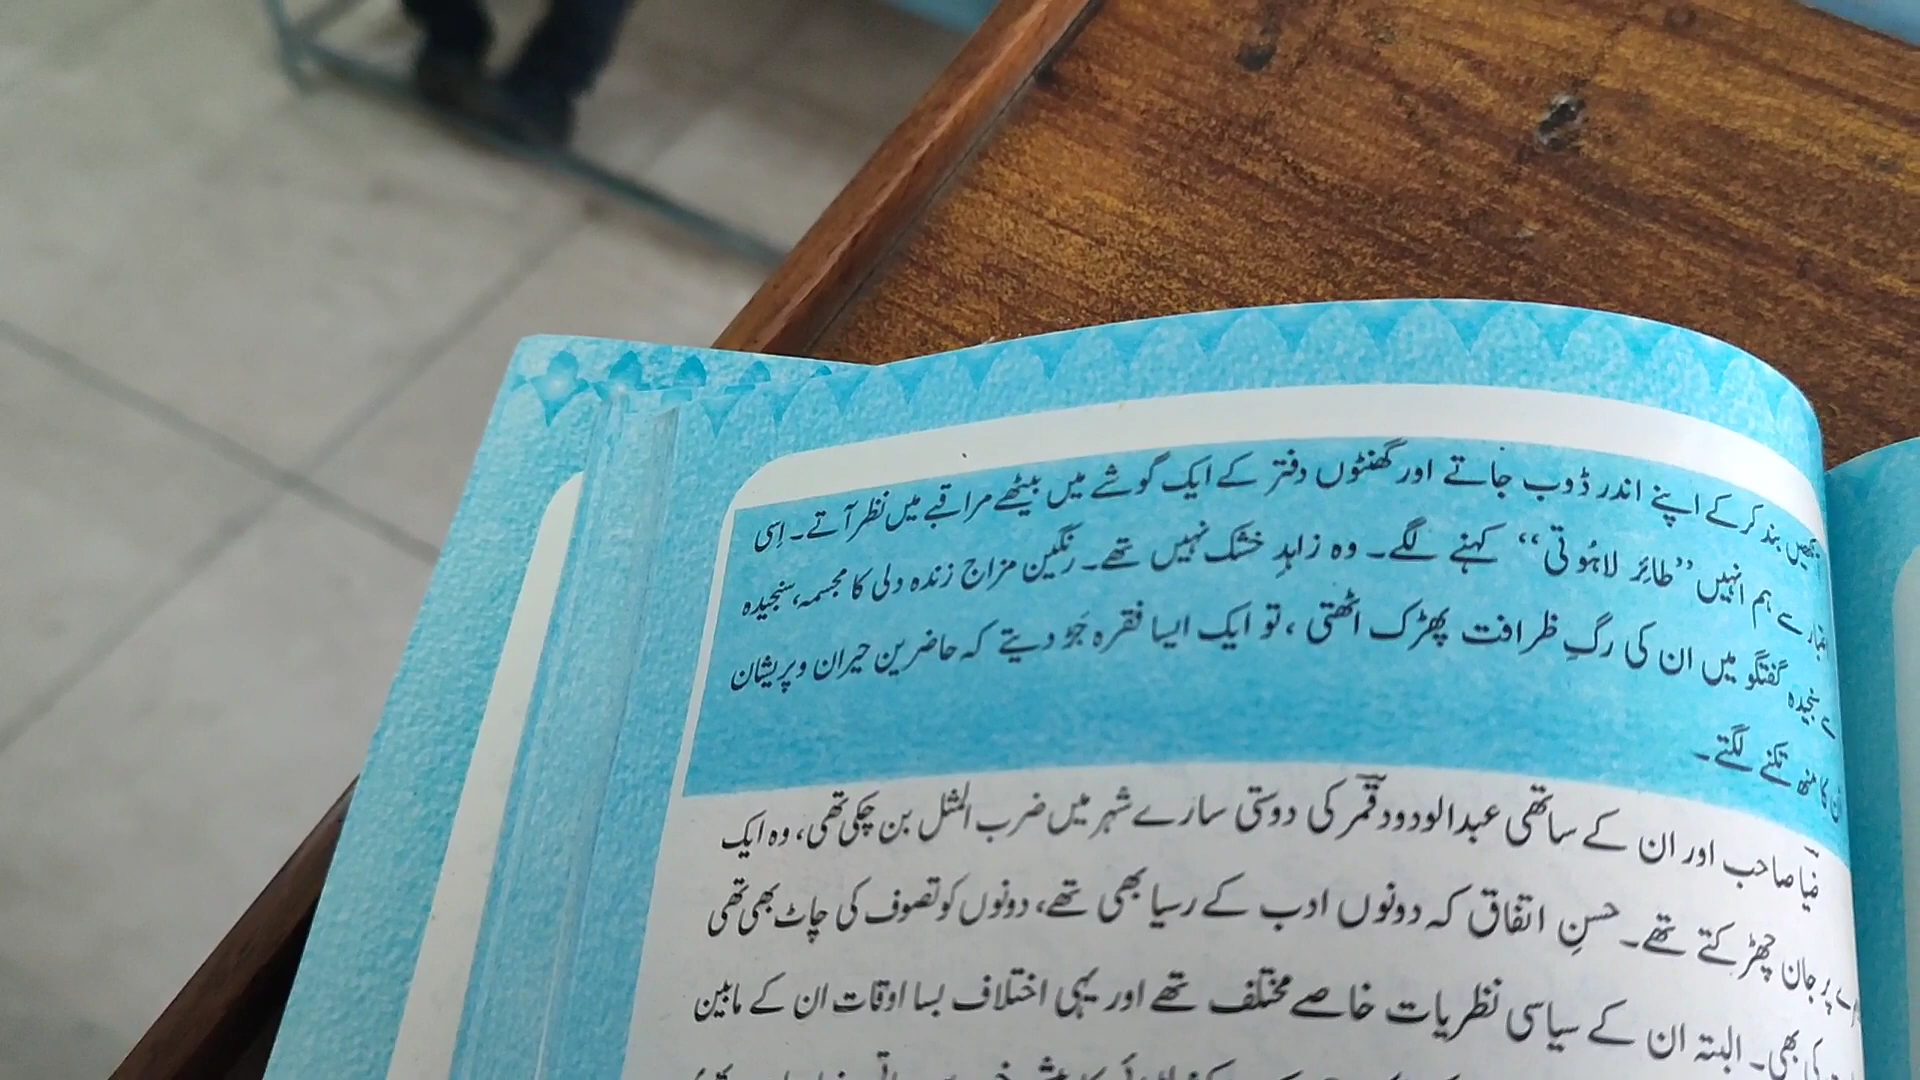 بند کر کے اپنے اندر ڈوب جاتے اور گھنٹوں دفتر کے ایک گوشے میں بیٹھے مراقبے میں نظر آتے۔ اِسی
سے ہم انہیں ”طائِر لاہُوتی“ کہنے لگے۔ وہ زاہدِ خشک نہیں تھے۔ رنگین مزاج زندہ دلی کا مجسمہ، سنجیدہ
سنجیدہ گفتگو میں ان کی رگِ ظرافت پھڑک اٹھتی، تو ایک ایسا فقرہ جَڑ دیتے کہ حاضرین حیران و پریشان
کا منھ تکنے لگتے۔
ضیا صاحب اور ان کے ساتھی عبدالودود قمر کی دوستی سارے شہر میں ضرب المثل بن چکی تھی، وہ ایک
پر جان چھڑکتے تھے۔ حسنِ اتفاق کہ دونوں ادب کے رسیا بھی تھے، دونوں کو تصوف کی چاٹ بھی تھی
کی بھی۔ البتہ ان کے سیاسی نظریات خاصے مختلف تھے اور یہی اختلاف بسا اوقات ان کے مابین